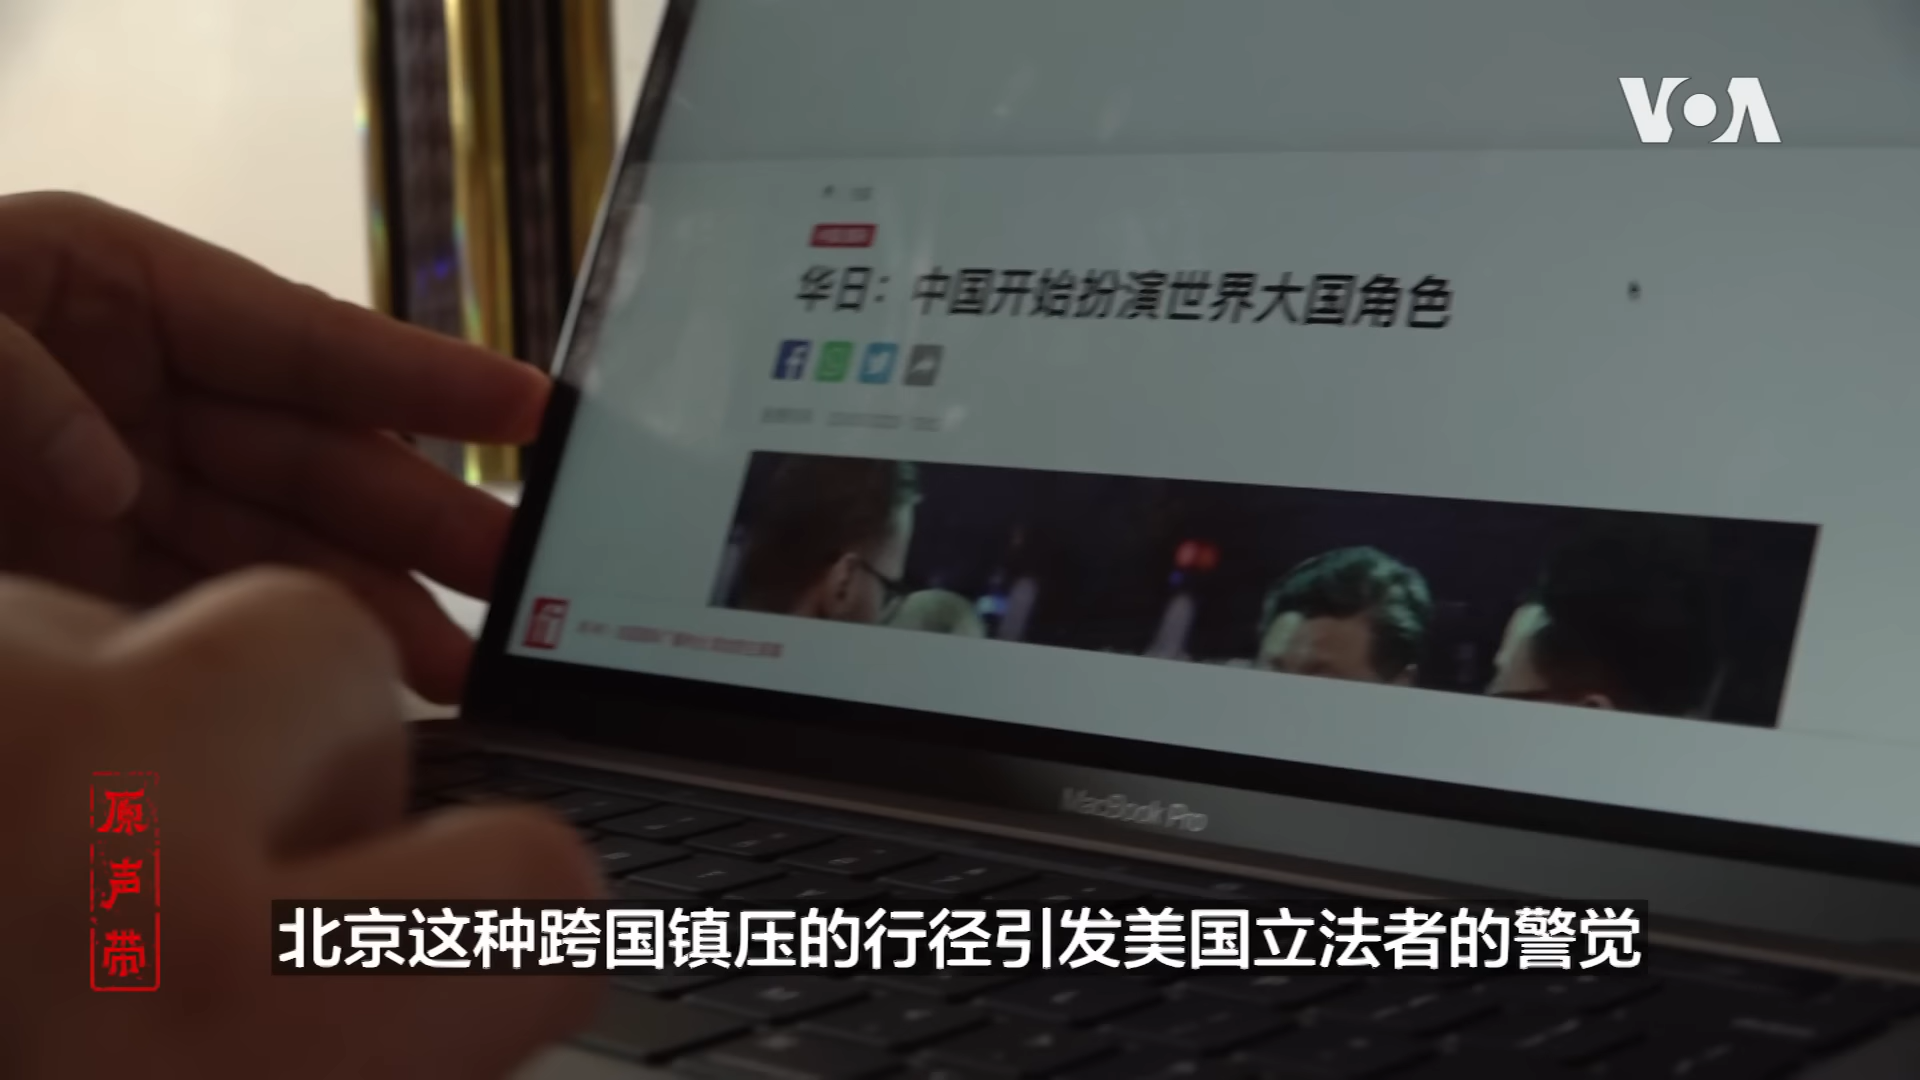 VOA
华日：中国开始扮演世界大国角色
MacBook Pro
原声带
北京这种跨国镇压的行径引发美国立法者的警觉